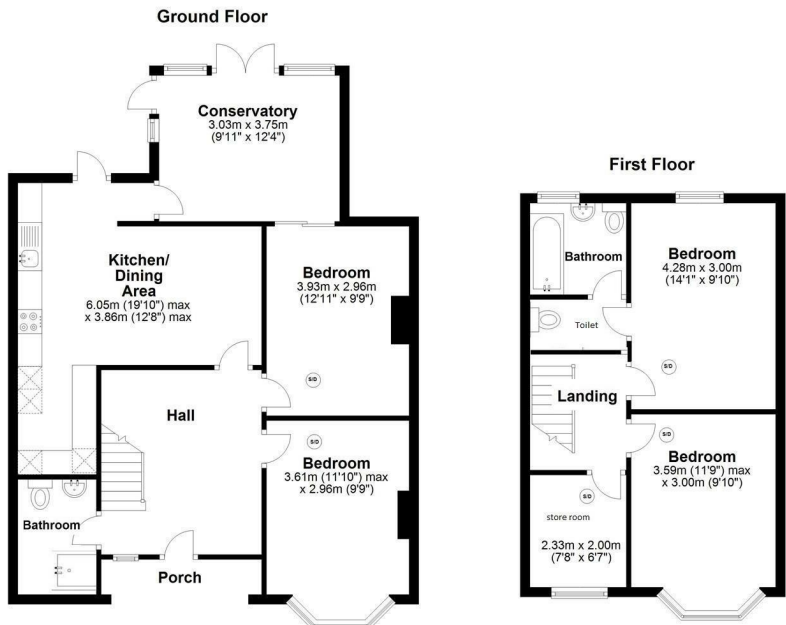 Ground Floor
Conservatory
3.03m x 3.75m
(9'11" x 12'4")
Kitchen/
Dining
Area
6.05m (19'10") max
x 3.86m (12'8") max
Bedroom
3.93m x 2.96m
(12'11" x 9'9")
S/D
Hall
S/D
Bedroom
3.61m (11'10") max
x 2.96m (9'9")
Bathroom
Porch
First Floor
Bathroom
Bedroom
4.28m x 3.00m
(14'1" x 9'10")
Toilet
S/D
Landing
S/D
Bedroom
3.59m (11'9") max
x 3.00m (9'10")
S/D
store room
2.33m x 2.00m
(7'8" x 6'7")